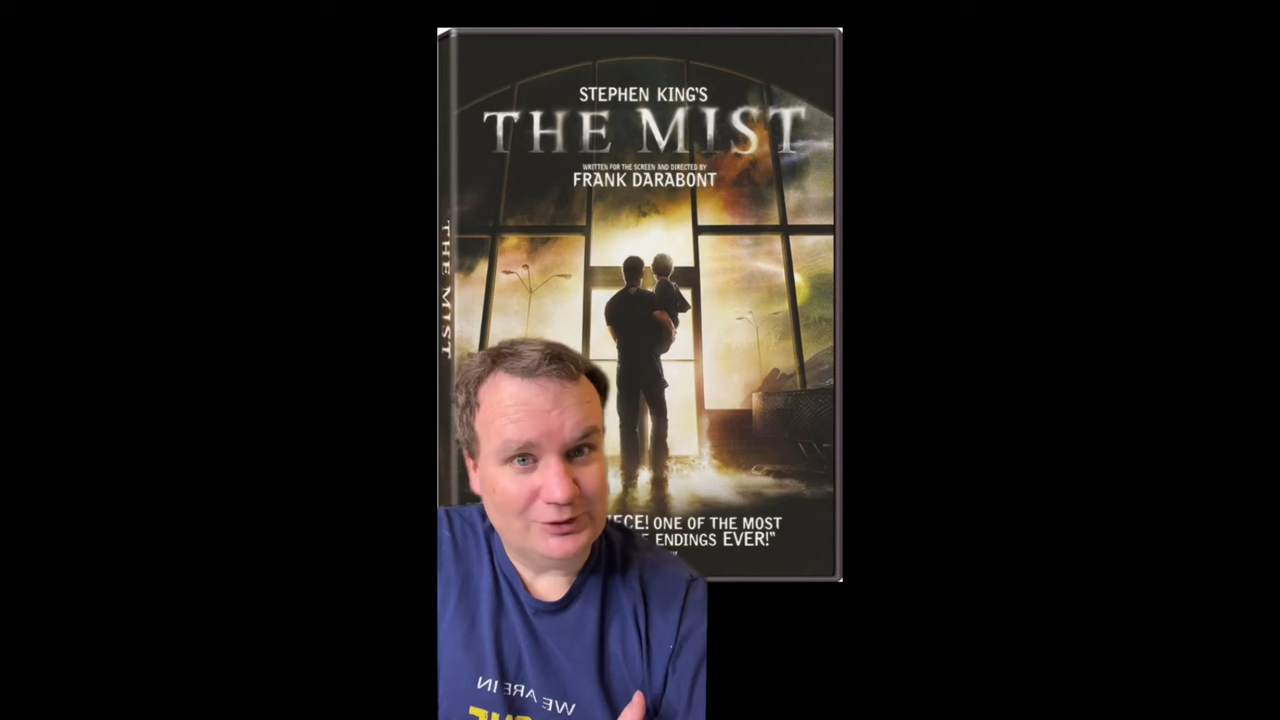 STEPHEN KING'S
THE MIST
WRITTEN FOR THE SCREEN AND DIRECTED BY
FRANK DARABONT
THE MIST
ONE OF THE MOST
ENDINGS EVER!"
WE ARE IN